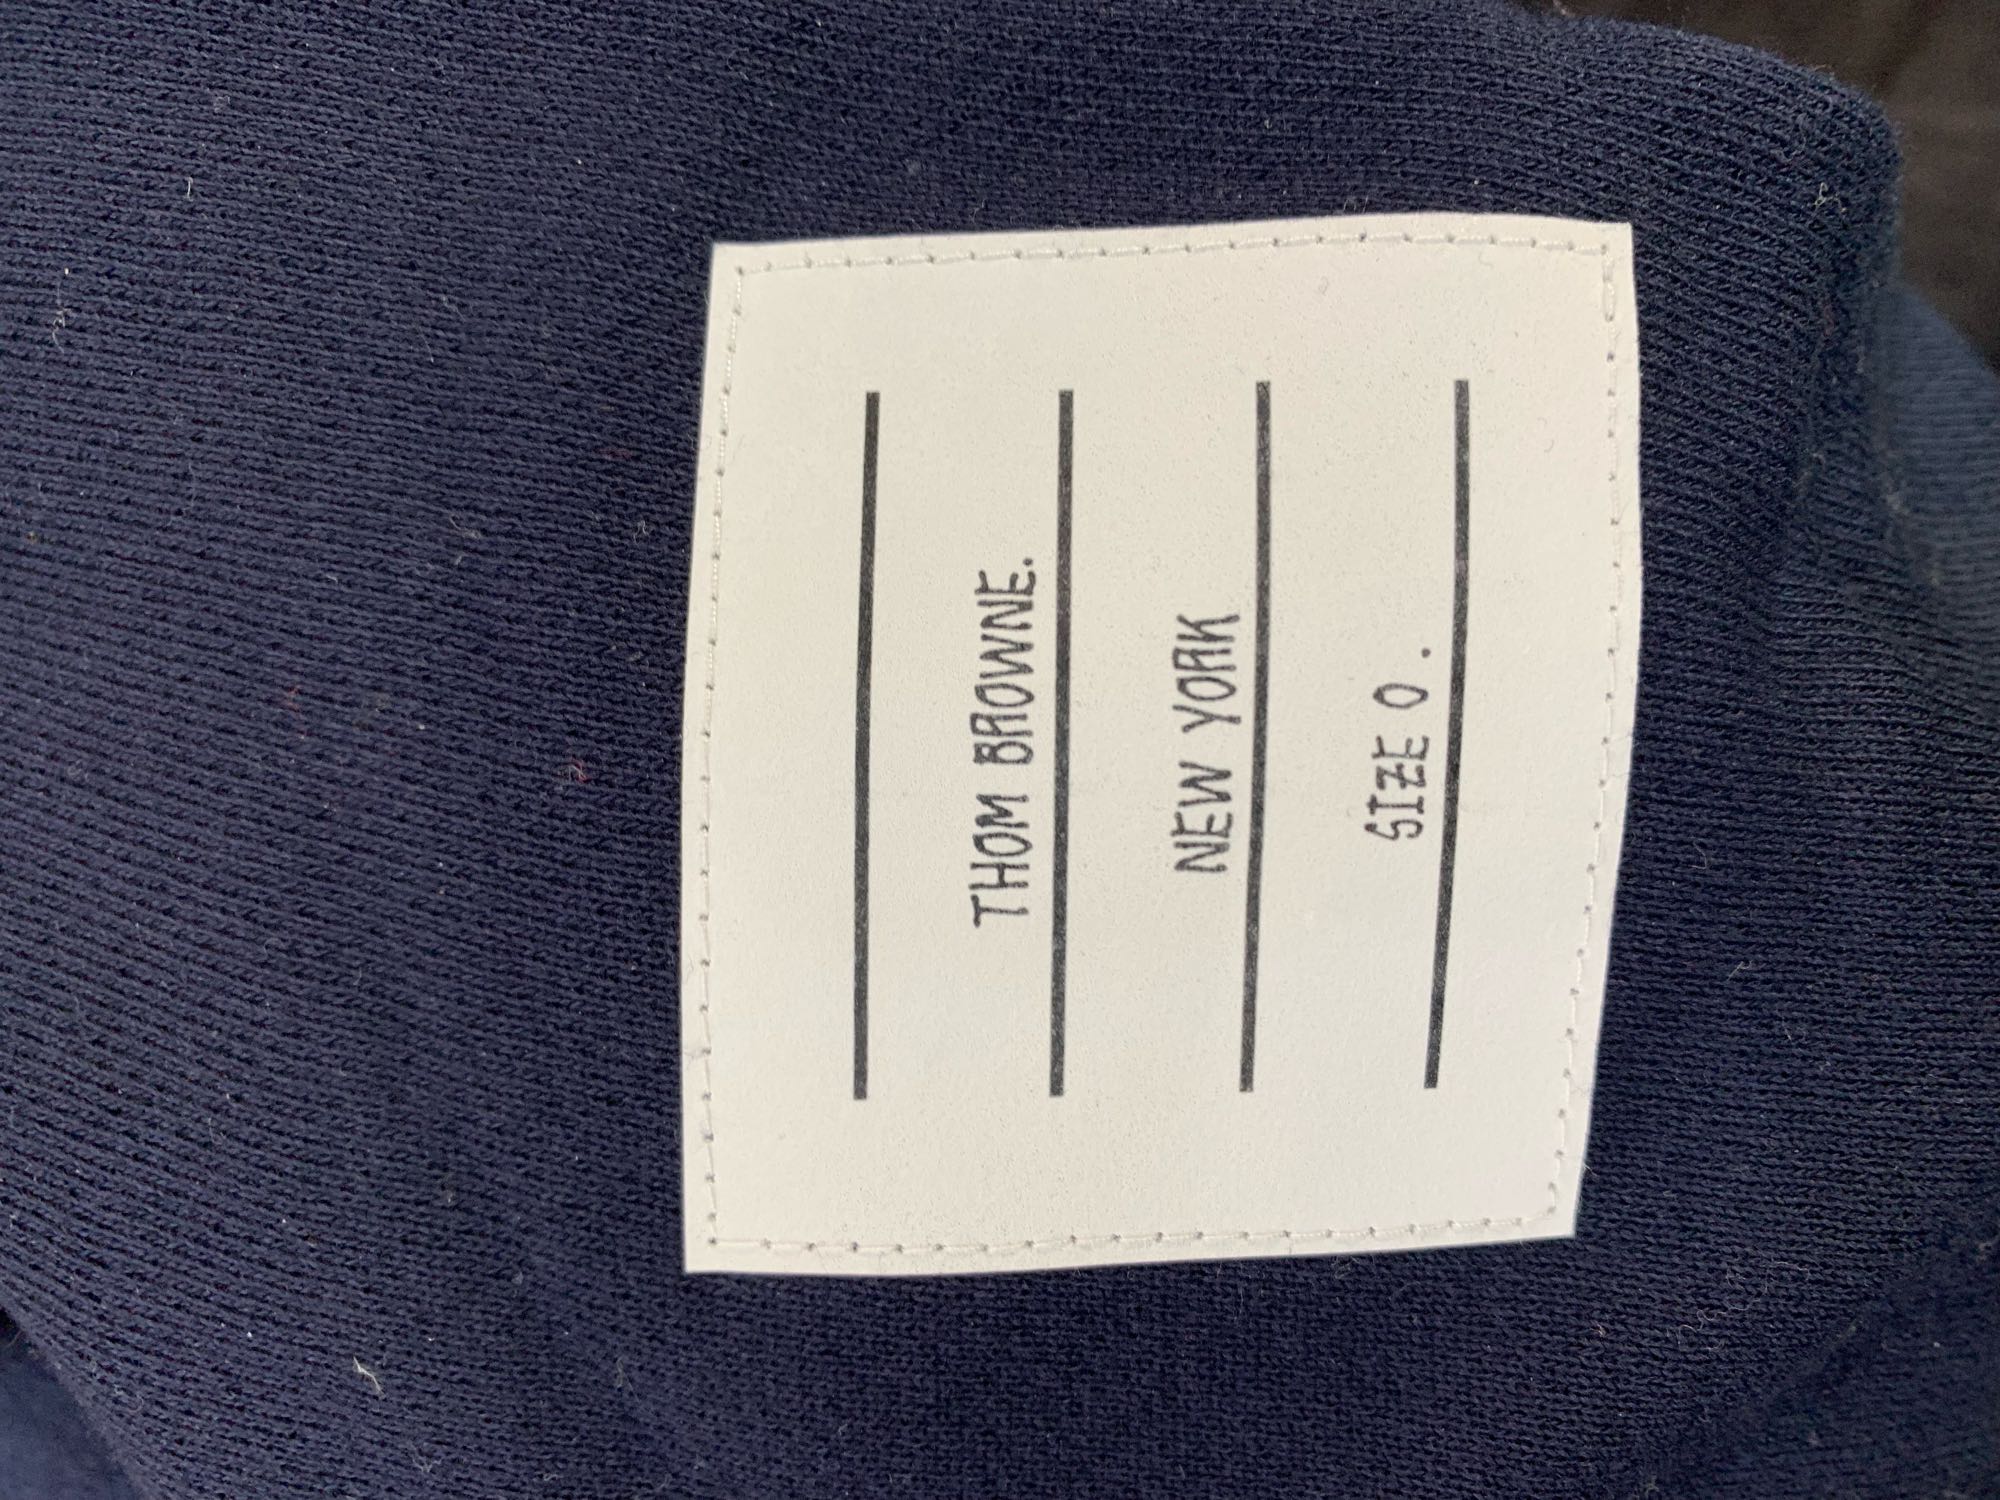 THOM BROWNE.
NEW YORK
SIZE 0.